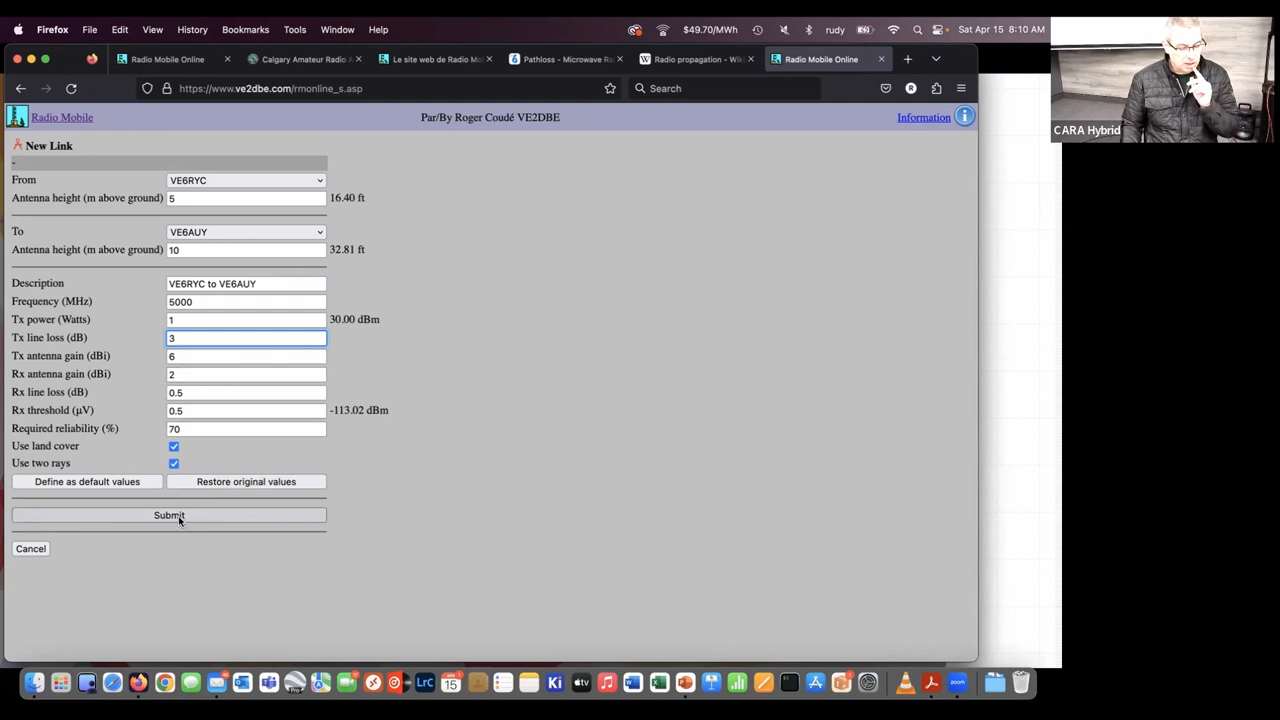 Firefox File Edit View History Bookmarks Tools Window Help $49.70/MWh rudy Sat Apr 15 8:10 AM
Radio Mobile Online Calgary Amateur Radio A Le site web de Radio Mo Pathloss - Microwave Ra Radio propagation - Wiki Radio Mobile Online
https://www.ve2dbe.com/rmonline_s.asp Search
Radio Mobile Par/By Roger Coudé VE2DBE Information
CARA Hybrid
New Link
-
From VE6RYC
Antenna height (m above ground) 5 16.40 ft
To VE6AUY
Antenna height (m above ground) 10 32.81 ft
Description VE6RYC to VE6AUY
Frequency (MHz) 5000
Tx power (Watts) 1 30.00 dBm
Tx line loss (dB) 3
Tx antenna gain (dBi) 6
Rx antenna gain (dBi) 2
Rx line loss (dB) 0.5
Rx threshold (µV) 0.5 -113.02 dBm
Required reliability (%) 70
Use land cover
Use two rays
Define as default values Restore original values
Submit
Cancel
LrC 15 Ki tv zoom